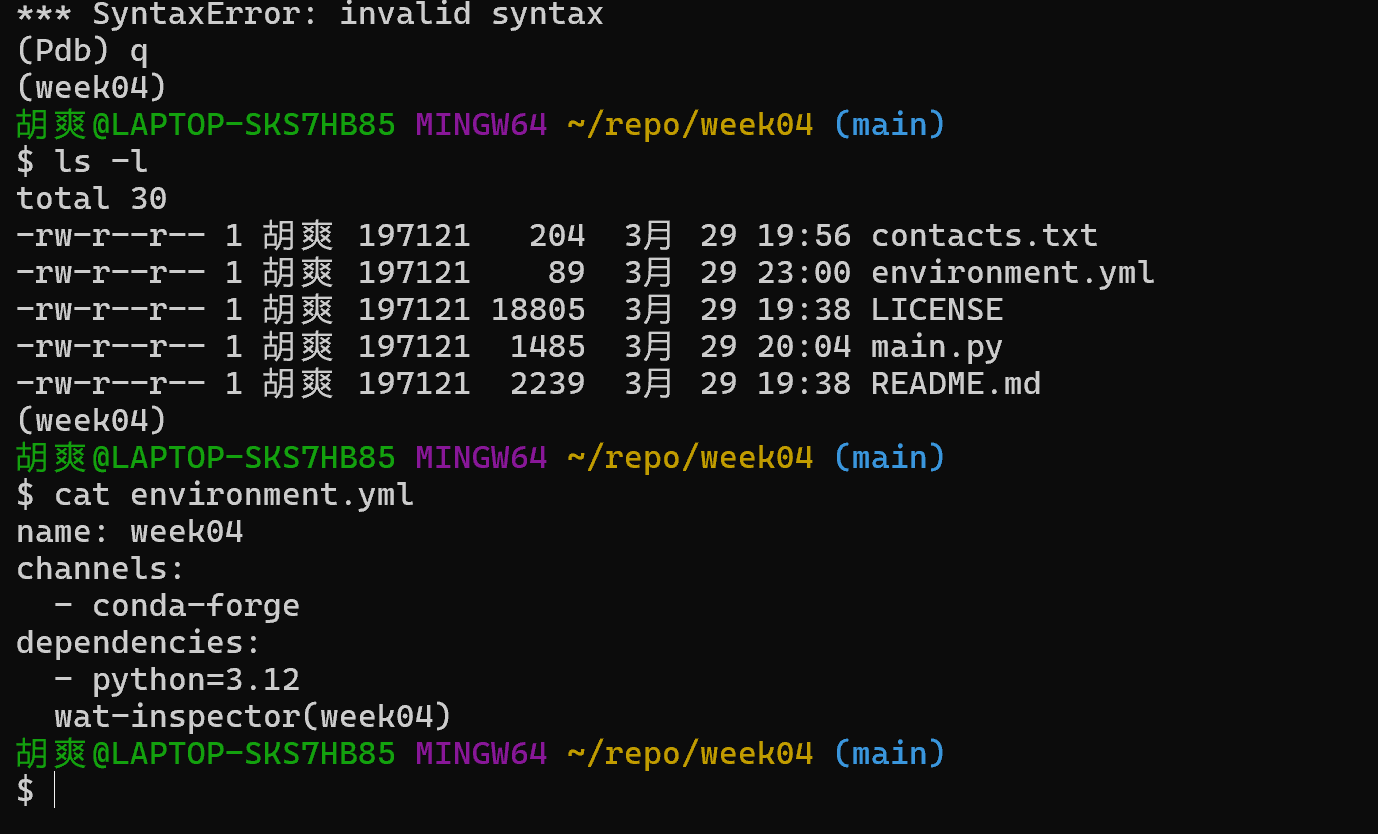 *** SyntaxError: invalid syntax
(Pdb) q
(week04)
胡爽@LAPTOP-SKS7HB85 MINGW64 ~/repo/week04 (main)
$ ls -l
total 30
-rw-r--r-- 1 胡爽 197121   204  3月  29 19:56 contacts.txt
-rw-r--r-- 1 胡爽 197121    89  3月  29 23:00 environment.yml
-rw-r--r-- 1 胡爽 197121 18805  3月  29 19:38 LICENSE
-rw-r--r-- 1 胡爽 197121  1485  3月  29 20:04 main.py
-rw-r--r-- 1 胡爽 197121  2239  3月  29 19:38 README.md
(week04)
胡爽@LAPTOP-SKS7HB85 MINGW64 ~/repo/week04 (main)
$ cat environment.yml
name: week04
channels:
  - conda-forge
dependencies:
  - python=3.12
  wat-inspector(week04)
胡爽@LAPTOP-SKS7HB85 MINGW64 ~/repo/week04 (main)
$